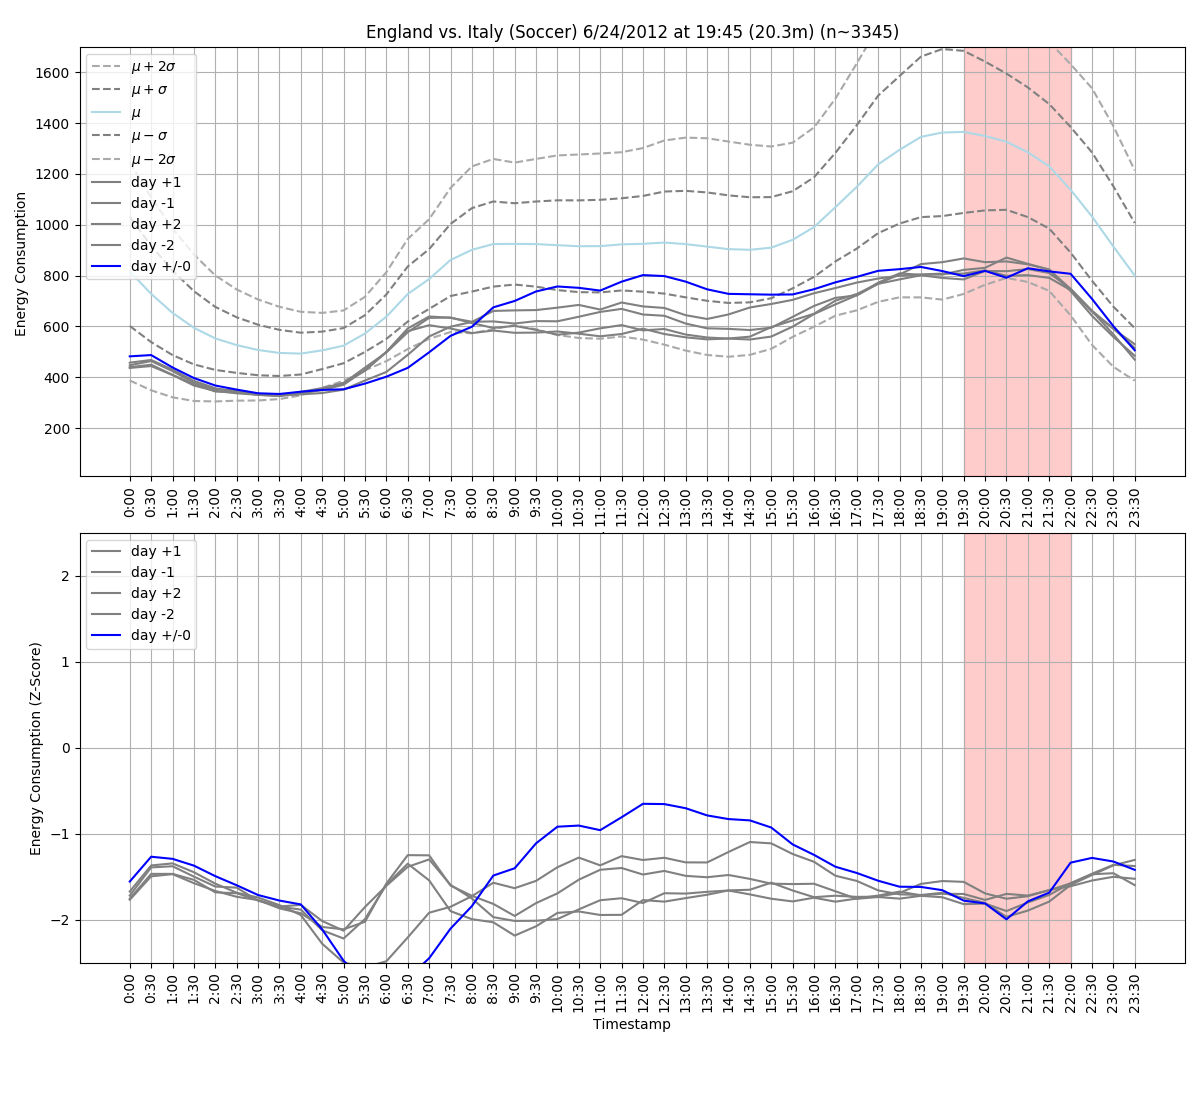 England vs. Italy (Soccer) 6/24/2012 at 19:45 (20.3m) (n~3345)
Energy Consumption
1600
1400
1200
1000
800
600
400
200
μ + 2σ
μ + σ
μ
μ − σ
μ − 2σ
day +1
day -1
day +2
day -2
day +/-0
0:00 0:30 1:00 1:30 2:00 2:30 3:00 3:30 4:00 4:30 5:00 5:30 6:00 6:30 7:00 7:30 8:00 8:30 9:00 9:30 10:00 10:30 11:00 11:30 12:00 12:30 13:00 13:30 14:00 14:30 15:00 15:30 16:00 16:30 17:00 17:30 18:00 18:30 19:00 19:30 20:00 20:30 21:00 21:30 22:00 22:30 23:00 23:30
Energy Consumption (Z-Score)
2
1
0
−1
−2
day +1
day -1
day +2
day -2
day +/-0
0:00 0:30 1:00 1:30 2:00 2:30 3:00 3:30 4:00 4:30 5:00 5:30 6:00 6:30 7:00 7:30 8:00 8:30 9:00 9:30 10:00 10:30 11:00 11:30 12:00 12:30 13:00 13:30 14:00 14:30 15:00 15:30 16:00 16:30 17:00 17:30 18:00 18:30 19:00 19:30 20:00 20:30 21:00 21:30 22:00 22:30 23:00 23:30
Timestamp